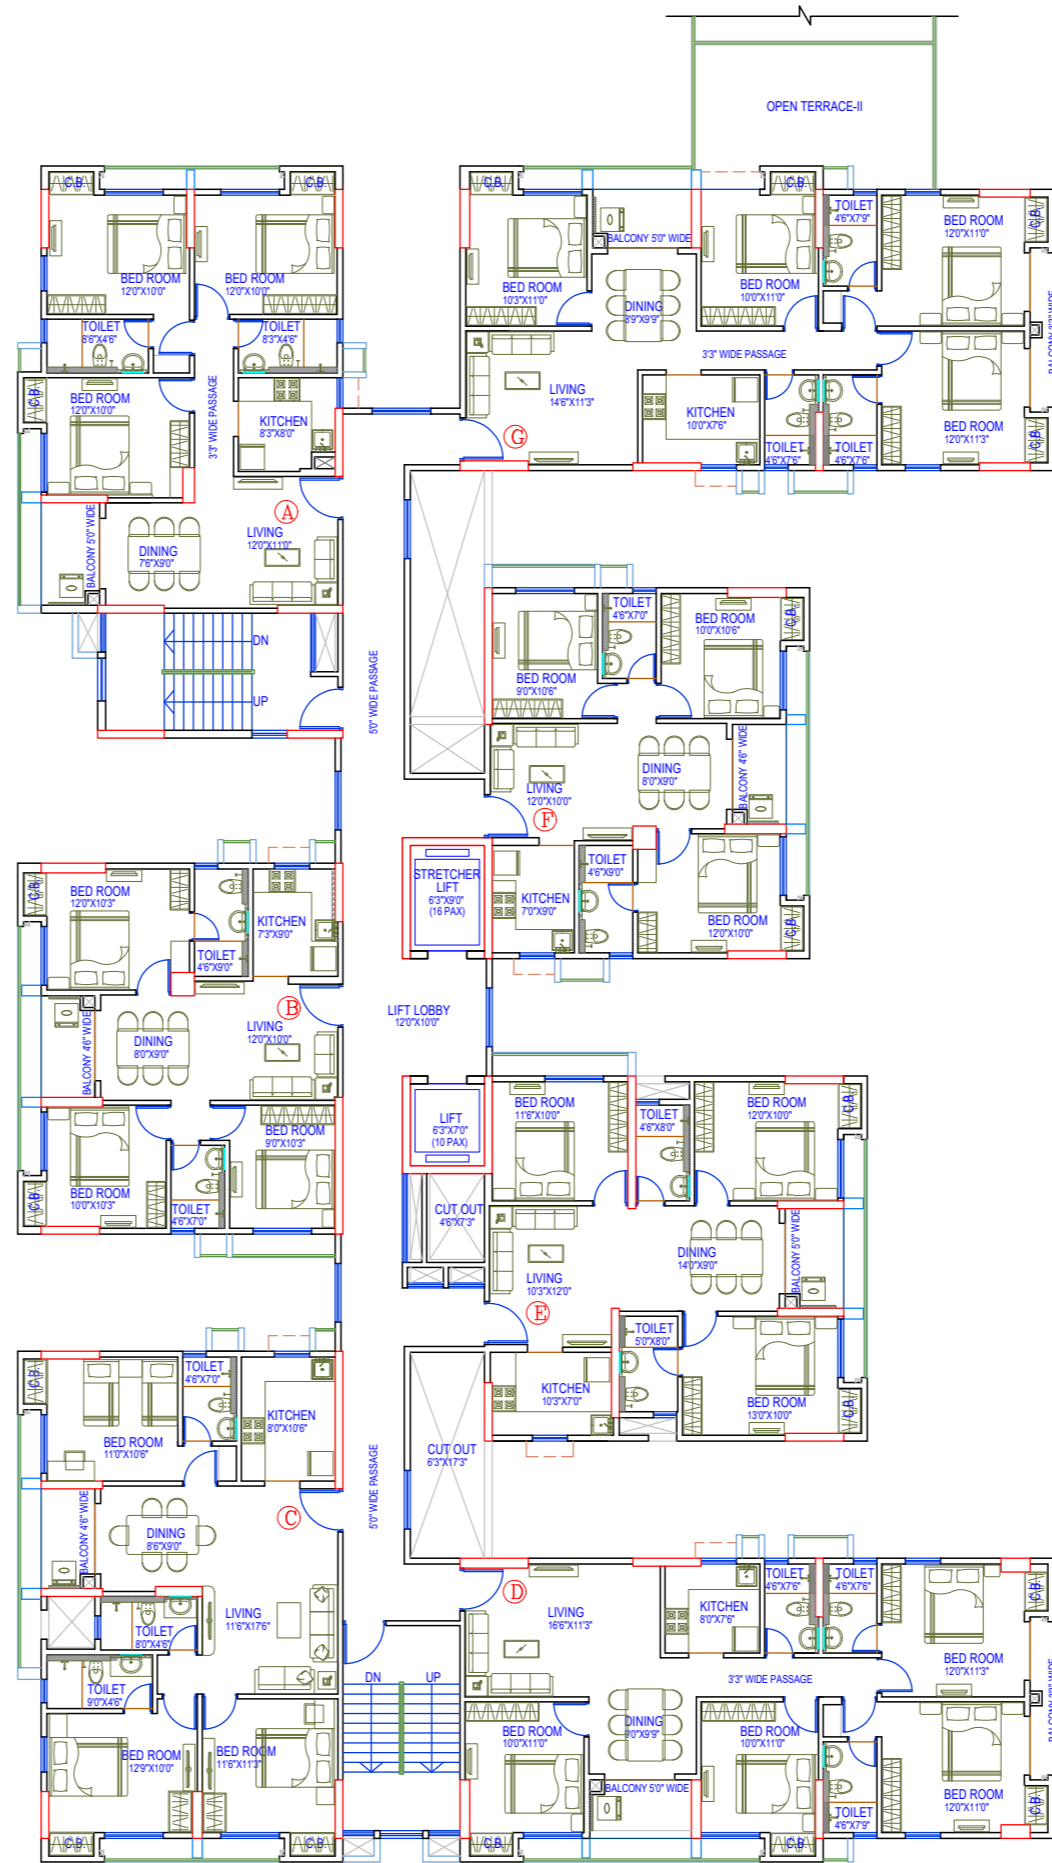 OPEN TERRACE-II
C.B.
C.B.
BED ROOM
12'0"X10'0"
BED ROOM
12'0"X10'0"
TOILET
8'6"X4'6"
TOILET
8'3"X4'6"
C.B.
BED ROOM
12'0"X10'0"
3'3" WIDE PASSAGE
KITCHEN
8'3"X8'0"
A
LIVING
12'0"X11'0"
DINING
7'6"X9'0"
BALCONY 5'0" WIDE
DN
UP
5'0" WIDE PASSAGE
C.B.
C.B.
BED ROOM
10'3"X11'0"
BALCONY 5'0" WIDE
DINING
8'9"X9'9"
BED ROOM
10'0"X11'0"
TOILET
4'6"X7'9"
BED ROOM
12'0"X11'0"
C.B.
3'3" WIDE PASSAGE
LIVING
14'6"X11'3"
G
KITCHEN
10'0"X7'6"
TOILET
4'6"X7'6"
TOILET
4'6"X7'6"
BED ROOM
12'0"X11'3"
C.B.
TOILET
4'6"X7'0"
BED ROOM
10'0"X10'6"
C.B.
BED ROOM
9'0"X10'6"
LIVING
12'0"X10'0"
F
DINING
8'0"X9'0"
BALCONY 4'6" WIDE
TOILET
4'6"X9'0"
KITCHEN
7'0"X9'0"
BED ROOM
12'0"X10'0"
C.B.
STRETCHER
LIFT
6'3"X9'0"
(16 PAX)
C.B.
BED ROOM
12'0"X10'3"
KITCHEN
7'3"X9'0"
TOILET
4'6"X9'0"
B
LIVING
12'0"X10'0"
DINING
8'0"X9'0"
BALCONY 4'6" WIDE
BED ROOM
9'0"X10'3"
BED ROOM
10'0"X10'3"
C.B.
TOILET
4'6"X7'0"
LIFT LOBBY
12'0"X10'0"
LIFT
6'3"X7'0"
(10 PAX)
CUT OUT
4'6"X7'3"
BED ROOM
11'6"X10'0"
TOILET
4'6"X8'0"
BED ROOM
12'0"X10'0"
C.B.
DINING
14'0"X9'0"
BALCONY 5'0" WIDE
LIVING
10'3"X12'0"
E
TOILET
5'0"X8'0"
KITCHEN
10'3"X7'0"
BED ROOM
13'0"X10'0"
C.B.
CUT OUT
6'3"X17'3"
5'0" WIDE PASSAGE
C.B.
BED ROOM
11'0"X10'6"
TOILET
4'6"X7'0"
KITCHEN
8'0"X10'6"
C
DINING
8'6"X9'0"
BALCONY 4'6" WIDE
LIVING
11'6"X17'6"
TOILET
8'0"X4'6"
TOILET
9'0"X4'6"
BED ROOM
12'9"X10'0"
BED ROOM
11'6"X11'3"
C.B.
C.B.
DN
UP
D
LIVING
16'6"X11'3"
KITCHEN
8'0"X7'6"
TOILET
4'6"X7'6"
TOILET
4'6"X7'6"
BED ROOM
12'0"X11'3"
C.B.
3'3" WIDE PASSAGE
BED ROOM
10'0"X11'0"
DINING
9'0"X9'9"
BALCONY 5'0" WIDE
BED ROOM
10'0"X11'0"
TOILET
4'6"X7'9"
BED ROOM
12'0"X11'0"
C.B.
C.B.
C.B.